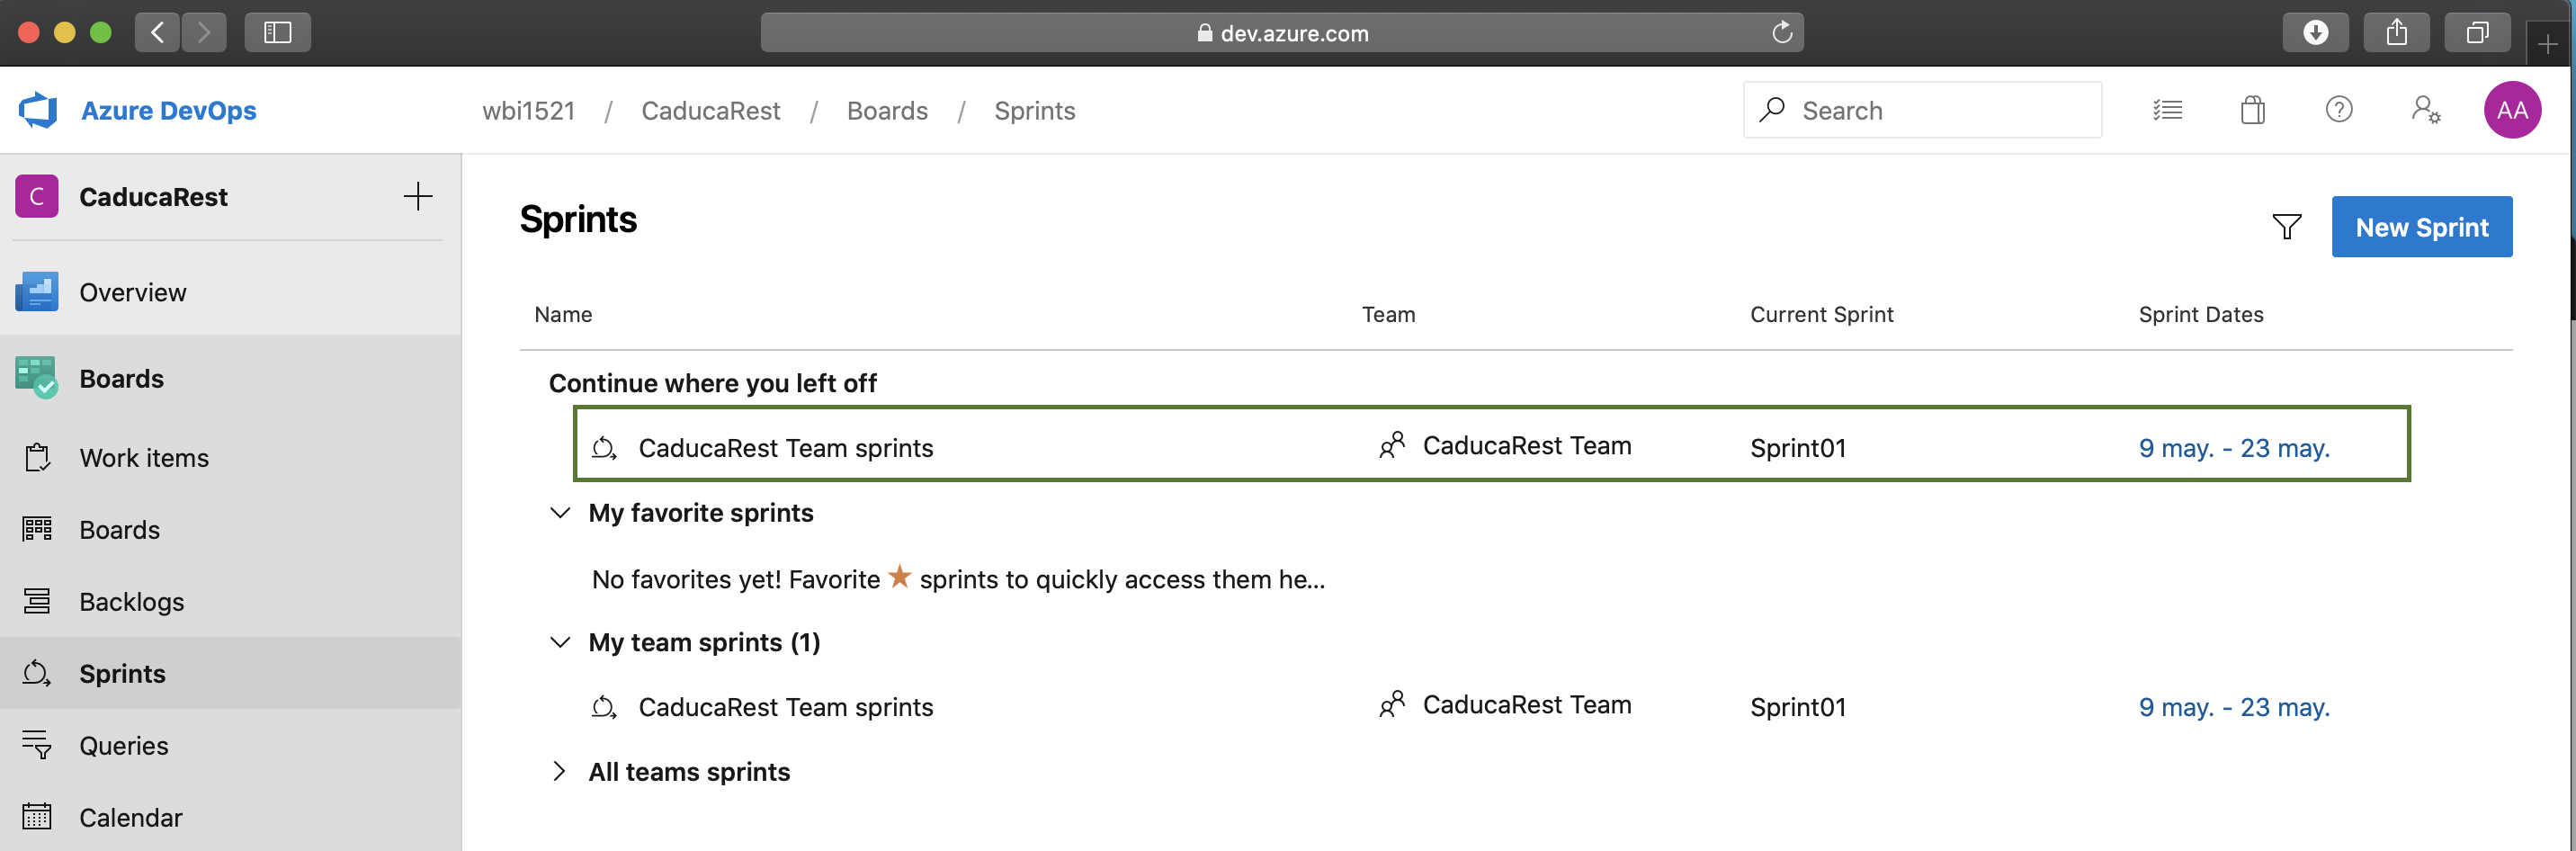 dev.azure.com
Azure DevOps
wbi1521 / CaducaRest / Boards / Sprints
Search
AA
C CaducaRest
Sprints
New Sprint
Overview
Name Team Current Sprint Sprint Dates
Boards
Continue where you left off
CaducaRest Team sprints CaducaRest Team Sprint01 9 may. - 23 may.
Work items
My favorite sprints
Boards
No favorites yet! Favorite ★ sprints to quickly access them he...
Backlogs
My team sprints (1)
Sprints
CaducaRest Team sprints CaducaRest Team Sprint01 9 may. - 23 may.
Queries
All teams sprints
Calendar